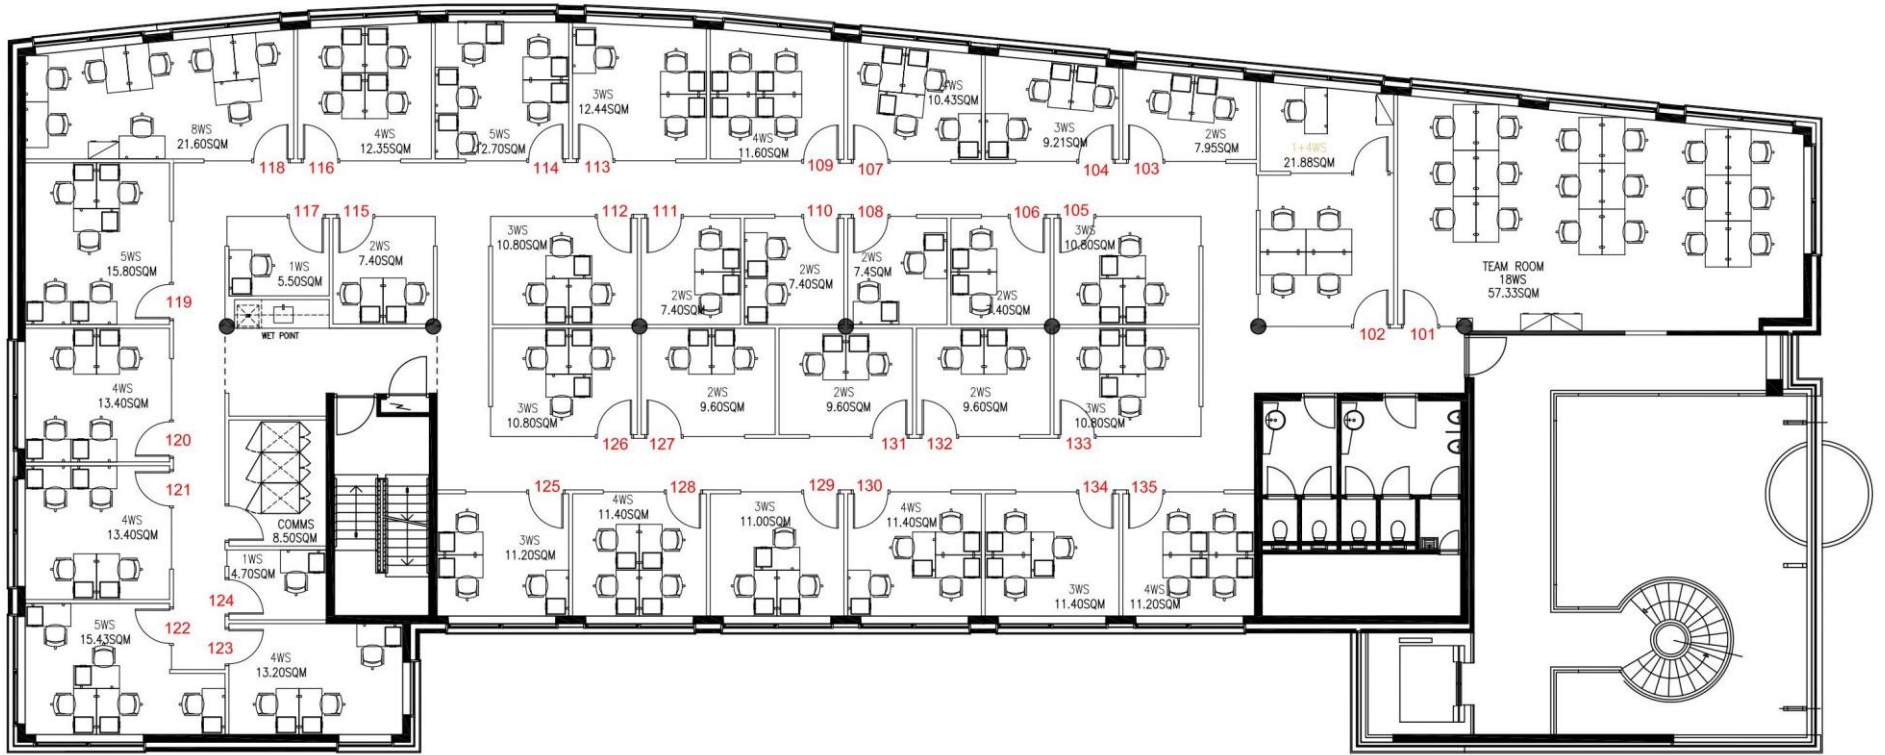 8WS
21.60SQM
4WS
12.35SQM
5WS
12.70SQM
3WS
12.44SQM
4WS
11.60SQM
10.43SQM
3WS
9.21SQM
2WS
7.95SQM
1+4WS
21.88SQM
118
116
114
113
109
107
104
103
117
115
112
111
110
108
106
105
5WS
15.80SQM
1WS
5.50SQM
2WS
7.40SQM
3WS
10.80SQM
2WS
7.40SQM
2WS
7.40SQM
2WS
7.4SQM
2WS
7.40SQM
3WS
10.80SQM
TEAM ROOM
18WS
57.33SQM
119
WET POINT
102
101
4WS
13.40SQM
3WS
10.80SQM
2WS
9.60SQM
2WS
9.60SQM
2WS
9.60SQM
3WS
10.80SQM
120
126
127
131
132
133
121
125
128
129
130
134
135
4WS
13.40SQM
COMMS
8.50SQM
3WS
11.20SQM
4WS
11.40SQM
3WS
11.00SQM
4WS
11.40SQM
3WS
11.40SQM
4WS
11.20SQM
1WS
4.70SQM
124
122
123
5WS
15.43SQM
4WS
13.20SQM